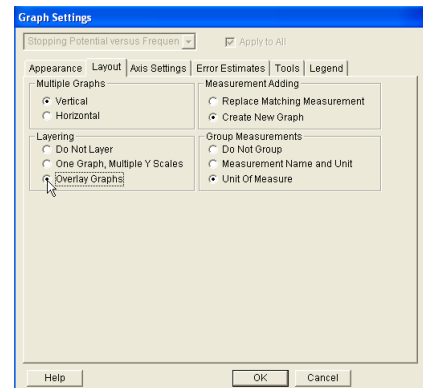 Graph Settings
Stopping Potential versus Frequen
Apply to All
Appearance Layout Axis Settings Error Estimates Tools Legend
Multiple Graphs
Vertical
Horizontal
Measurement Adding
Replace Matching Measurement
Create New Graph
Layering
Do Not Layer
One Graph, Multiple Y Scales
Overlay Graphs
Group Measurements
Do Not Group
Measurement Name and Unit
Unit Of Measure
Help OK Cancel